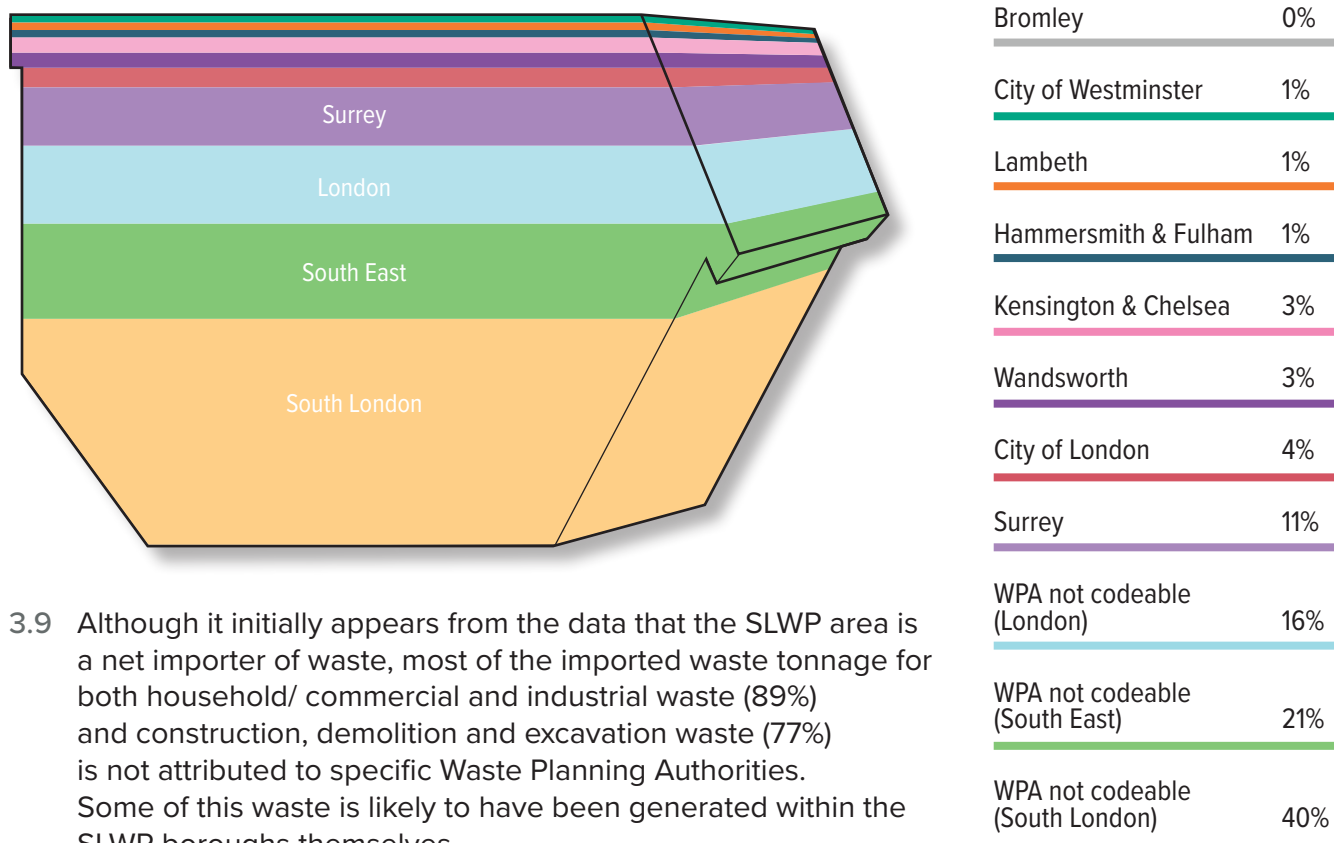 Surrey
London
South East
South London
3.9 Although it initially appears from the data that the SLWP area is
a net importer of waste, most of the imported waste tonnage for
both household/ commercial and industrial waste (89%)
and construction, demolition and excavation waste (77%)
is not attributed to specific Waste Planning Authorities.
Some of this waste is likely to have been generated within the
SLWP boroughs themselves
Bromley 0%
City of Westminster 1%
Lambeth 1%
Hammersmith & Fulham 1%
Kensington & Chelsea 3%
Wandsworth 3%
City of London 4%
Surrey 11%
WPA not codeable
(London) 16%
WPA not codeable
(South East) 21%
WPA not codeable
(South London) 40%